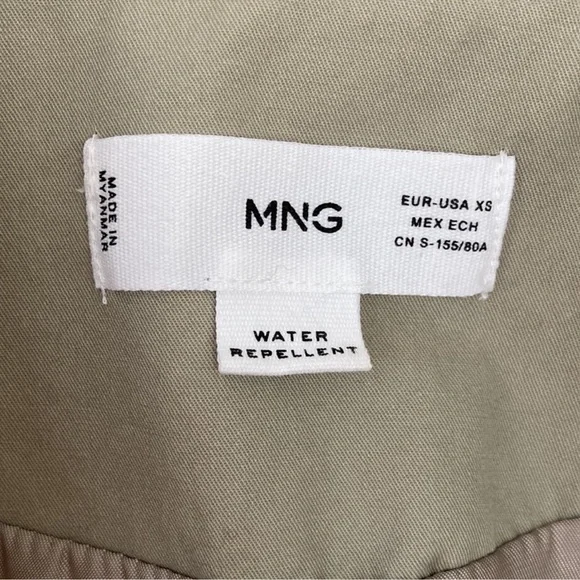 MADE IN
MYANMAR
MNG
EUR-USA XS
MEX ECH
CN S-155/80A
WATER
REPELLENT